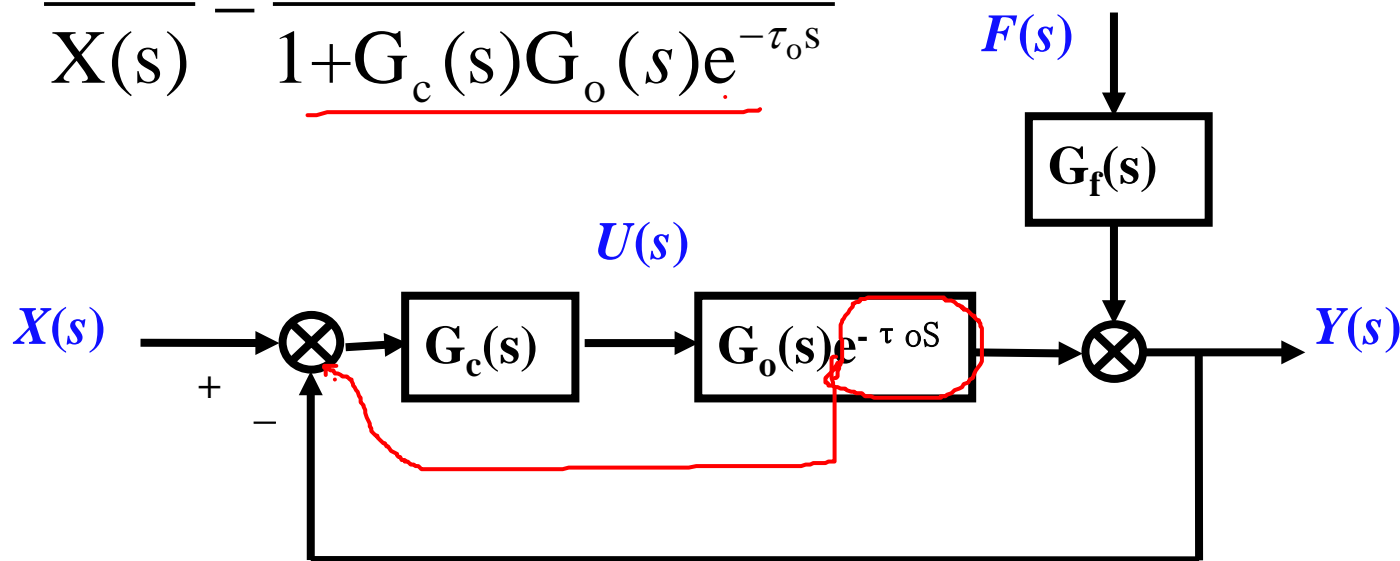 X(s) − 1+G_c(s)G_o(s)e^{−τ_o s}
F(s)
G_f(s)
U(s)
X(s)
G_c(s)
G_o(s)e^{- τ oS}
Y(s)
+
−